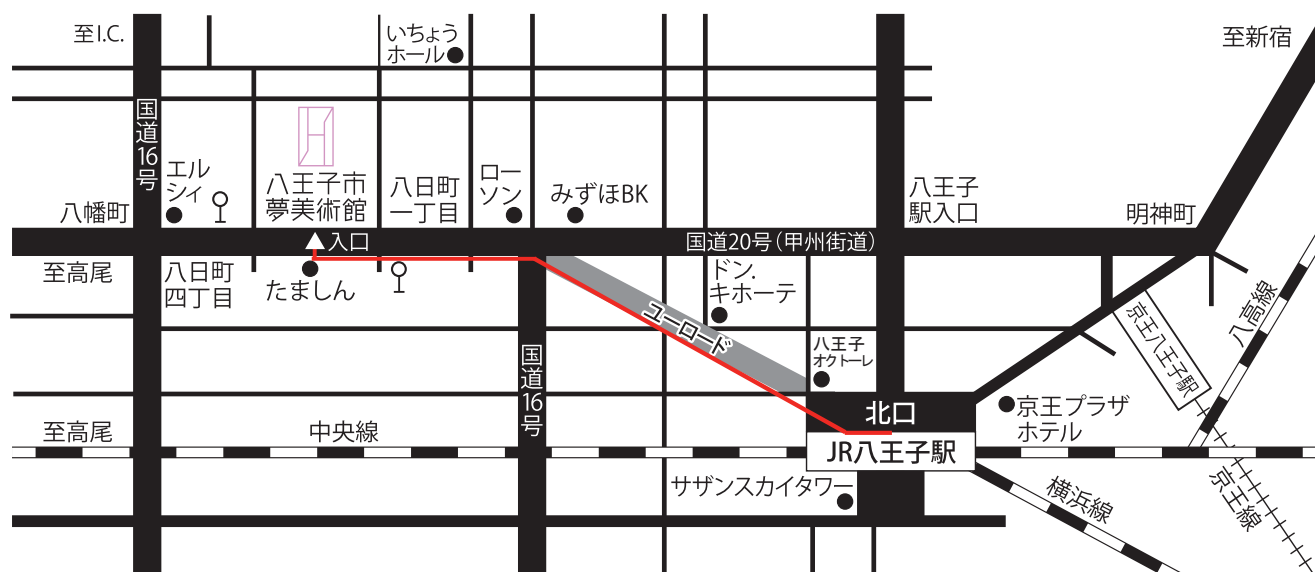 至I.C.
いちょう
ホール
至新宿
国道16号
エル
シィ
八王子市
夢美術館
八日町
一丁目
ロー
ソン
みずほBK
八王子
駅入口
明神町
八幡町
入口
国道20号（甲州街道）
至高尾
八日町
四丁目
たましん
ドン.
キホーテ
ユーロード
八王子
オクトーレ
京王八王子駅
八高線
国道16号
北口
京王プラザ
ホテル
至高尾
中央線
JR八王子駅
サザンスカイタワー
横浜線
京王線